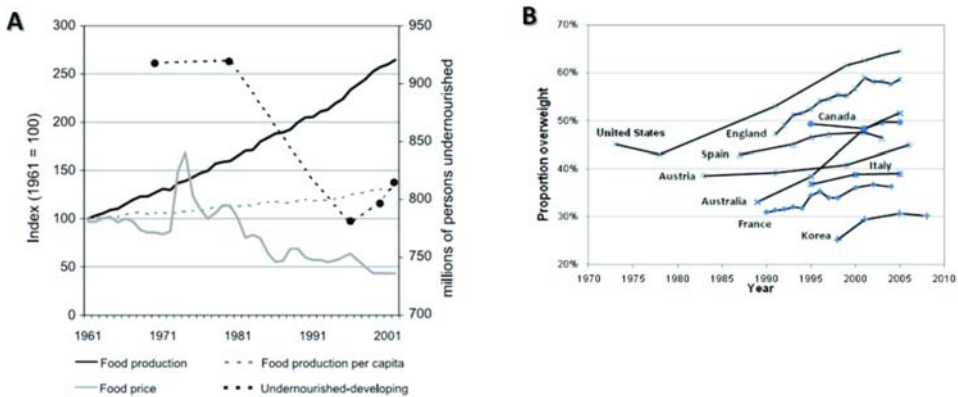 A
Index (1961 = 100)
300
250
200
150
100
50
0
1961
1971
1981
1991
2001
950
900
850
800
750
700
millions of persons undernourished
Food production
Food production per capita
Food price
Undernourished-developing
B
Proportion overweight
70%
60%
50%
40%
30%
20%
United States
England
Canada
Spain
Austria
Italy
Australia
France
Korea
1970
1975
1980
1985
1990
1995
2000
2005
2010
Year